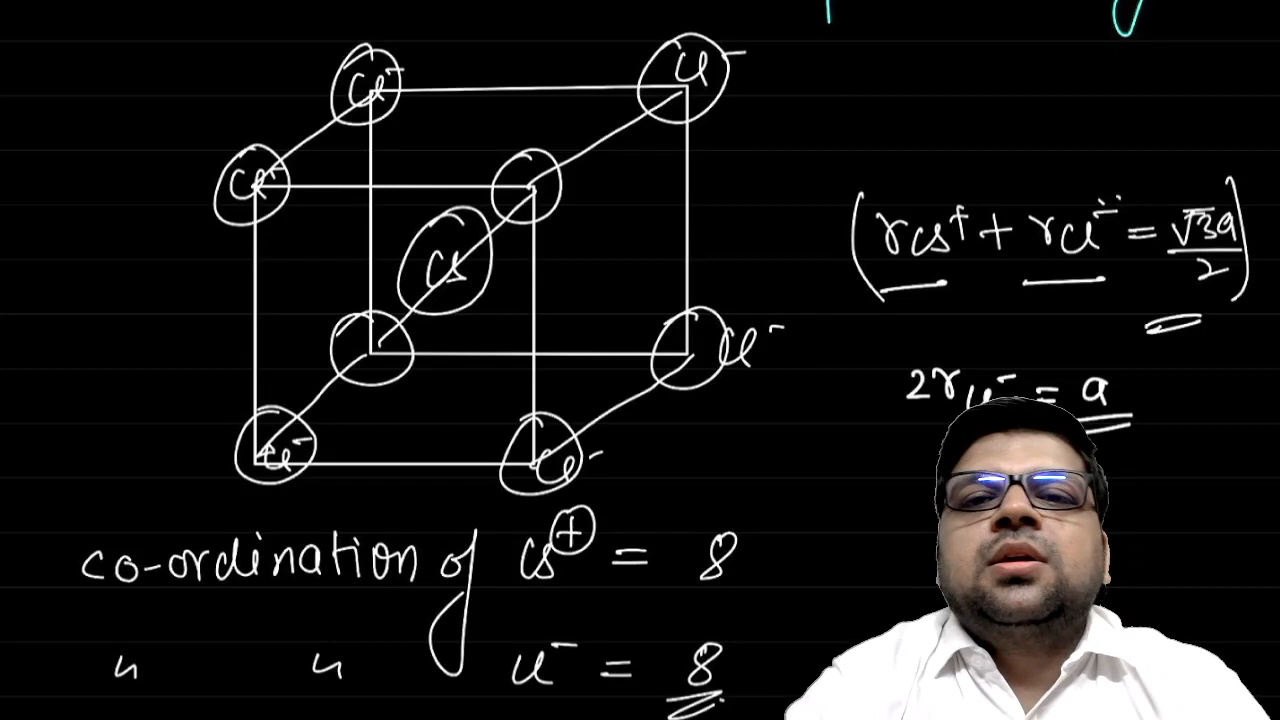 Cl⁻ Cl⁻
Cl⁻
Cs
Cl⁻
Cl⁻ Cl⁻
(rCs⁺ + rCl⁻ = √3a/2)
2rCl⁻ = a
co-ordination of Cs⁺ = 8
" " Cl⁻ = 8